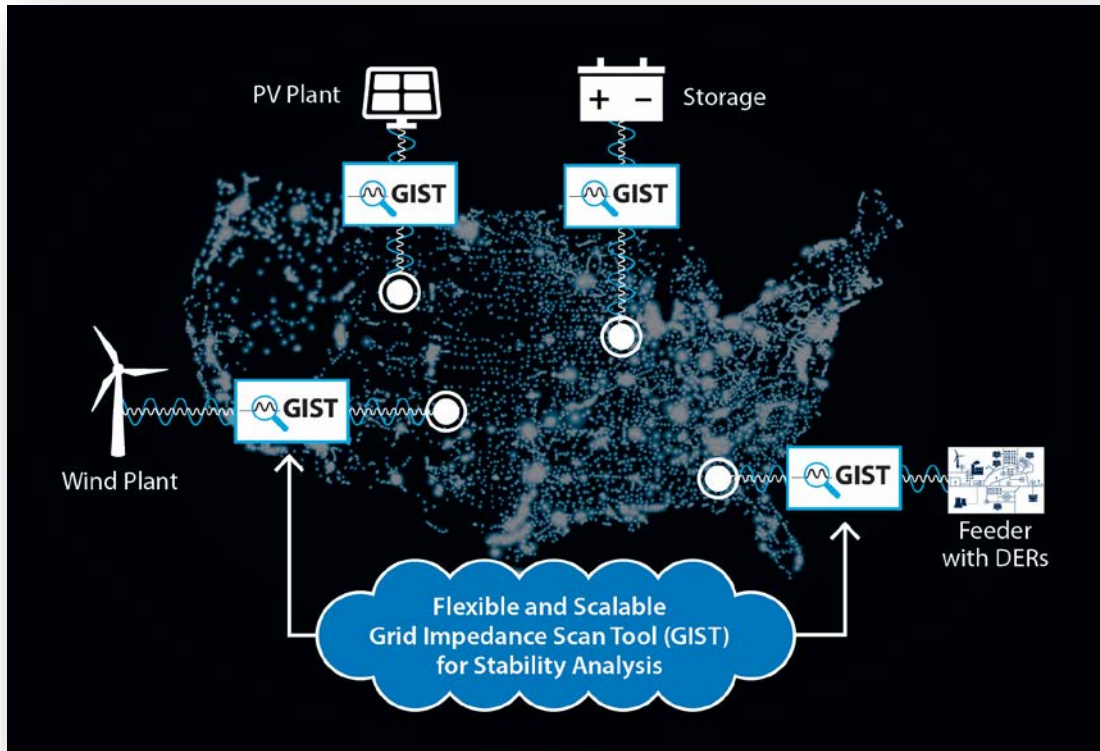 PV Plant
+ -
Storage
GIST
GIST
GIST
Wind Plant
GIST
Feeder
with DERs
Flexible and Scalable
Grid Impedance Scan Tool (GIST)
for Stability Analysis